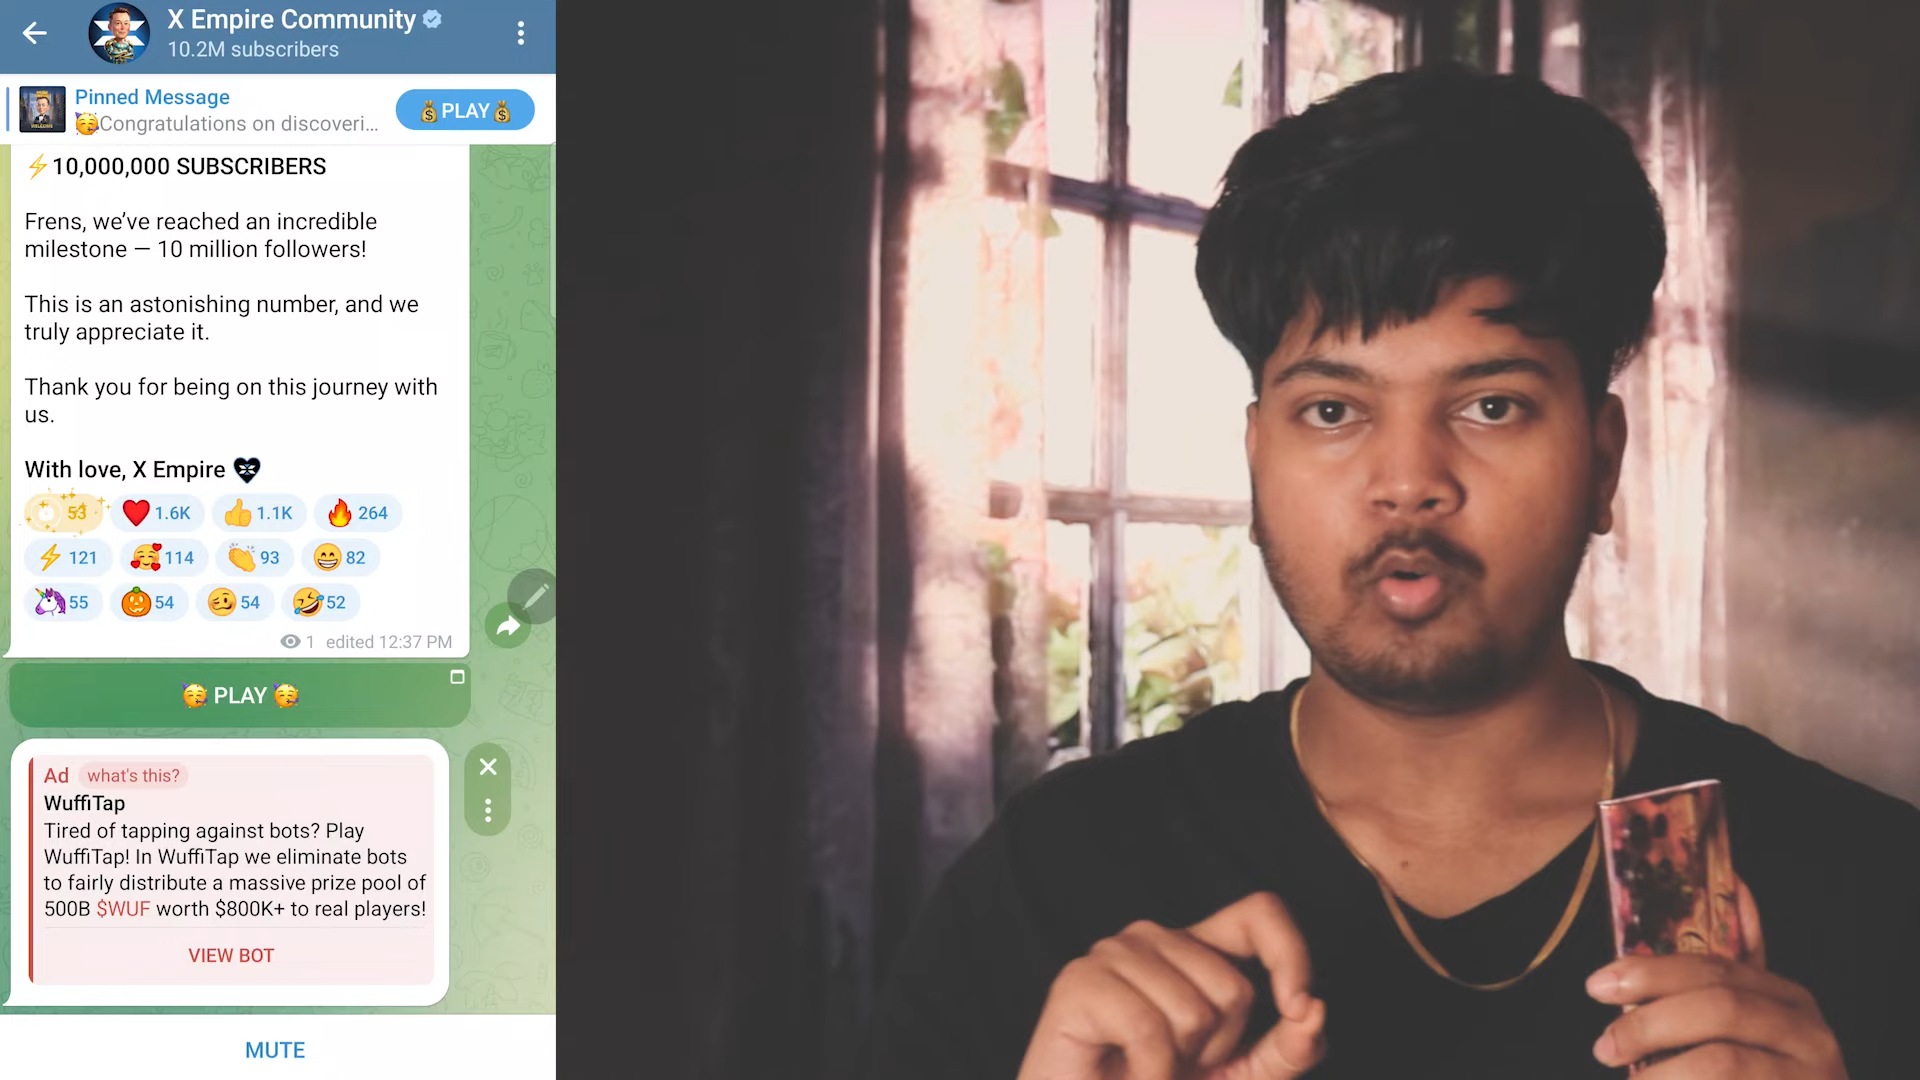 X Empire Community
10.2M subscribers
Pinned Message
🥳Congratulations on discoveri...
💰PLAY💰
⚡10,000,000 SUBSCRIBERS
Frens, we've reached an incredible
milestone — 10 million followers!
This is an astonishing number, and we
truly appreciate it.
Thank you for being on this journey with
us.
With love, X Empire
53 ❤️ 1.6K 👍 1.1K 🔥 264
⚡ 121 🥰 114 👏 93 😁 82
🦄 55 🎃 54 🥴 54 🤣 52
1 edited 12:37 PM
🥳 PLAY 🥳
Ad what's this?
WuffiTap
Tired of tapping against bots? Play
WuffiTap! In WuffiTap we eliminate bots
to fairly distribute a massive prize pool of
500B $WUF worth $800K+ to real players!
VIEW BOT
MUTE